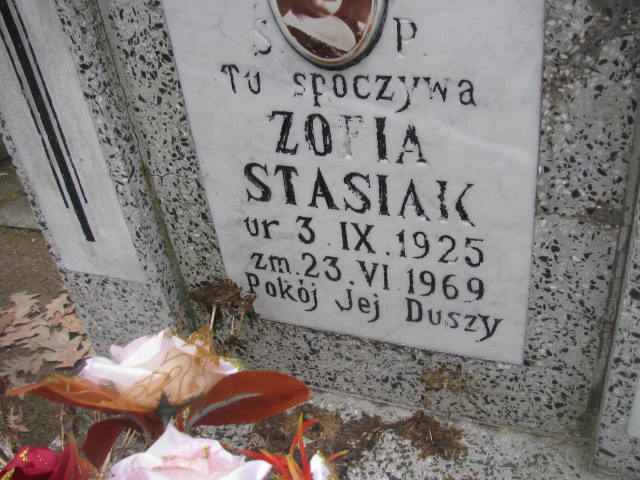 S P.
Tu spoczywa
ZOFIA
STASIAK
ur 3.IX.1925
zm.23.VI 1969
Pokój Jej Duszy